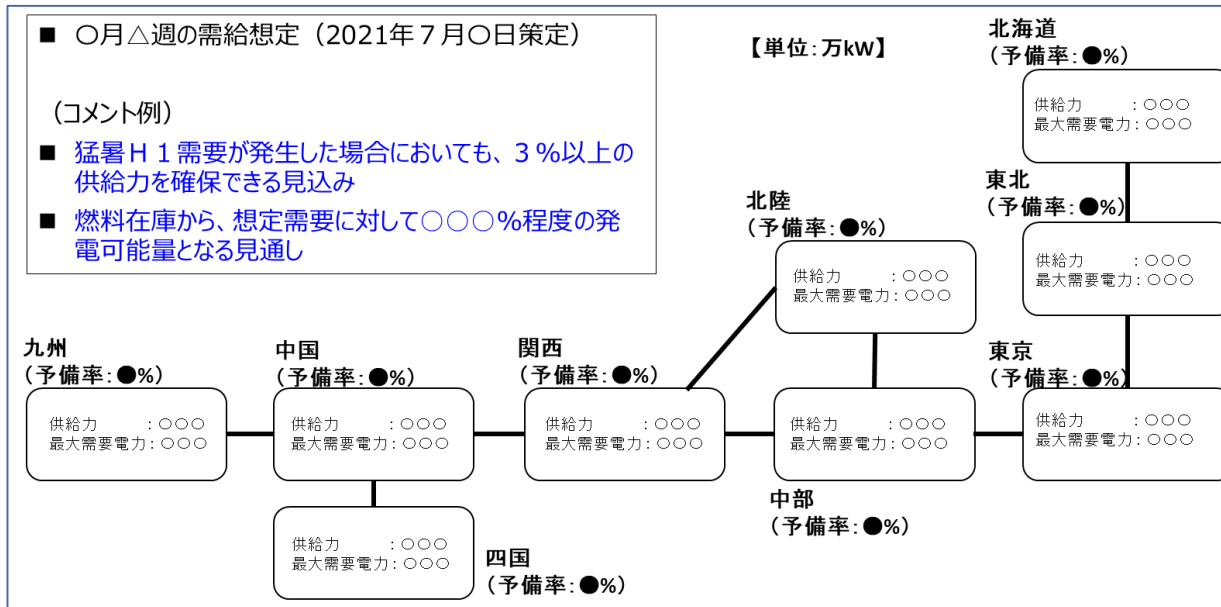 ■ 〇月△週の需給想定（2021年７月〇日策定）
（コメント例）
■ 猛暑Ｈ１需要が発生した場合においても、３％以上の
供給力を確保できる見込み
■ 燃料在庫から、想定需要に対して○○○％程度の発
電可能量となる見通し
【単位：万kW】
北海道
（予備率：●%）
供給力　　　：○○○
最大需要電力：○○○
東北
（予備率：●%）
供給力　　　：○○○
最大需要電力：○○○
北陸
（予備率：●%）
供給力　　　：○○○
最大需要電力：○○○
九州
（予備率：●%）
供給力　　　：○○○
最大需要電力：○○○
中国
（予備率：●%）
供給力　　　：○○○
最大需要電力：○○○
関西
（予備率：●%）
供給力　　　：○○○
最大需要電力：○○○
供給力　　　：○○○
最大需要電力：○○○
中部
（予備率：●%）
東京
（予備率：●%）
供給力　　　：○○○
最大需要電力：○○○
供給力　　　：○○○
最大需要電力：○○○
四国
（予備率：●%）